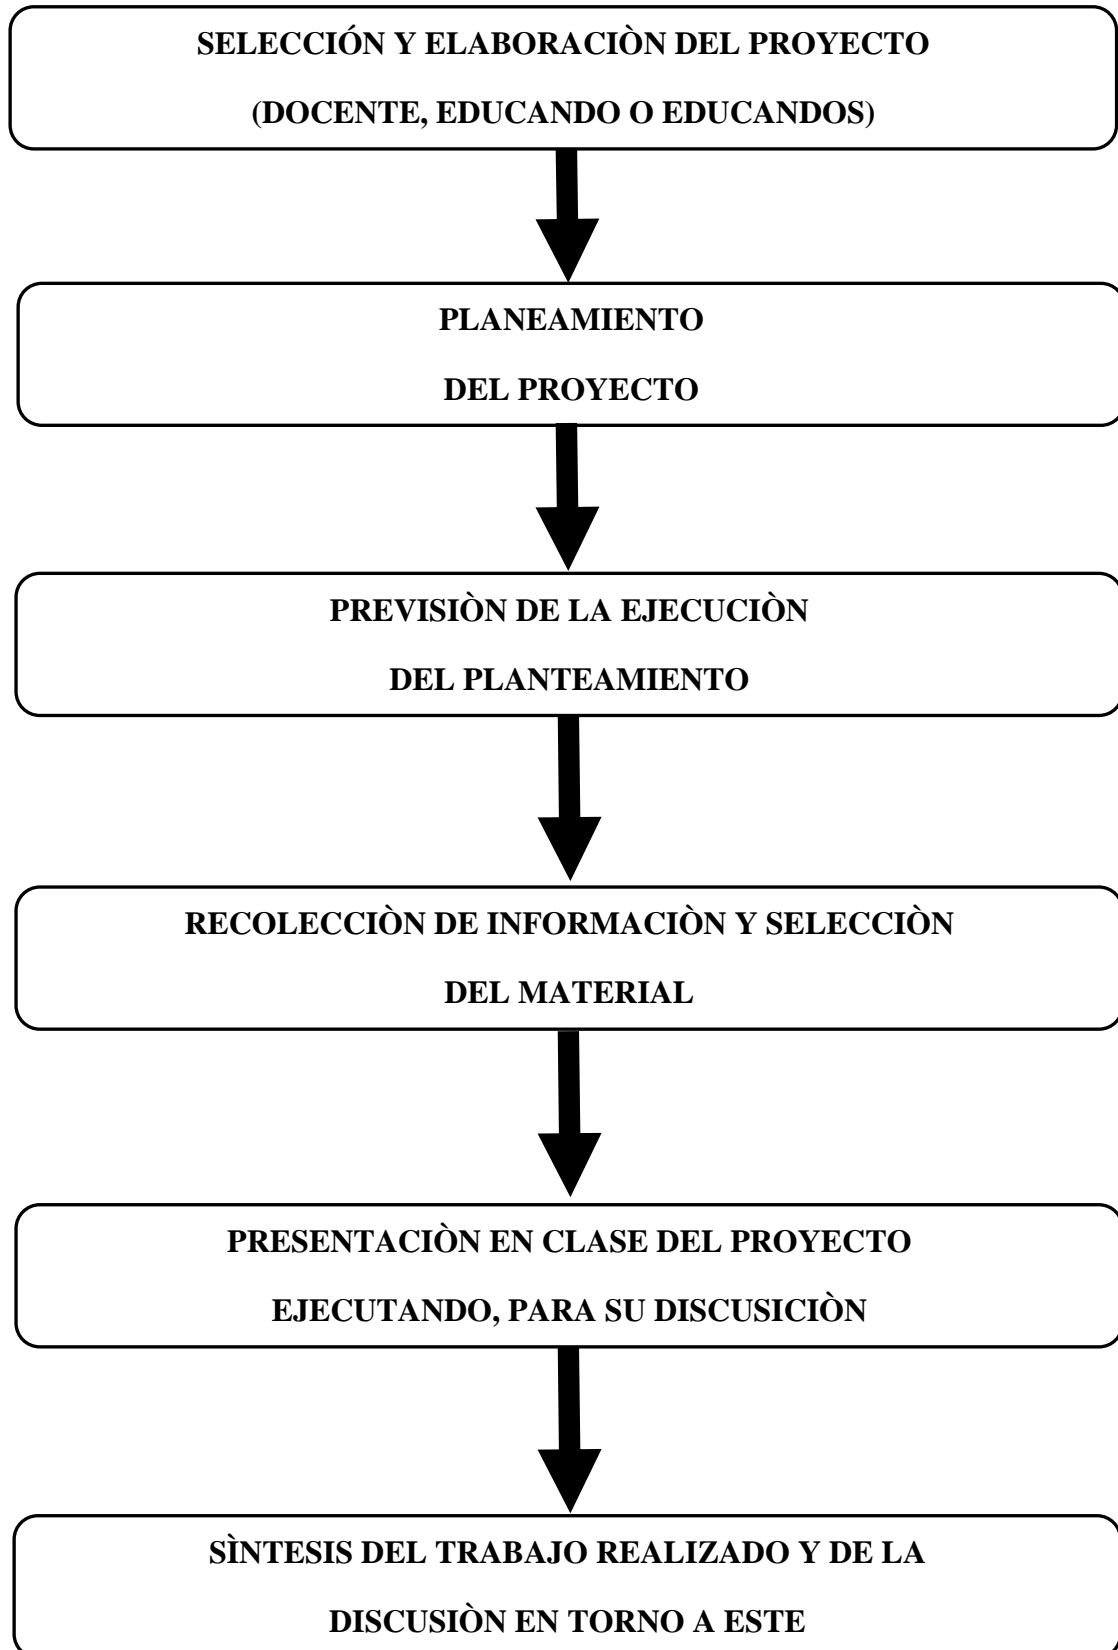 SELECCIÓN Y ELABORACIÒN DEL PROYECTO
(DOCENTE, EDUCANDO O EDUCANDOS)
PLANEAMIENTO
DEL PROYECTO
PREVISIÒN DE LA EJECUCIÒN
DEL PLANTEAMIENTO
RECOLECCIÒN DE INFORMACIÒN Y SELECCIÒN
DEL MATERIAL
PRESENTACIÒN EN CLASE DEL PROYECTO
EJECUTANDO, PARA SU DISCUSICIÒN
SÌNTESIS DEL TRABAJO REALIZADO Y DE LA
DISCUSIÒN EN TORNO A ESTE